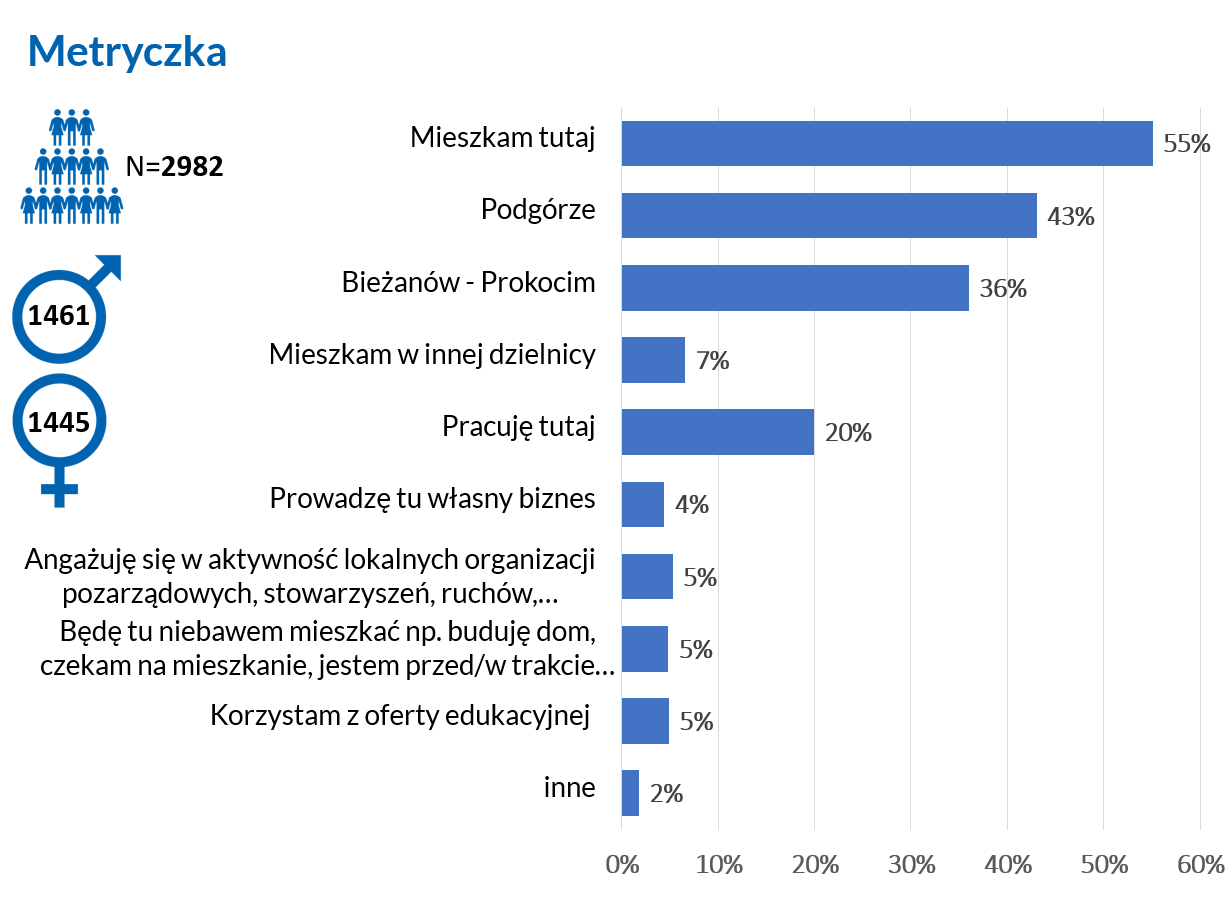 Metryczka
N=2982
1461
1445
Mieszkam tutaj
55%
Podgórze
43%
Bieżanów - Prokocim
36%
Mieszkam w innej dzielnicy
7%
Pracuję tutaj
20%
Prowadzę tu własny biznes
4%
Angażuję się w aktywność lokalnych organizacji
pozarządowych, stowarzyszeń, ruchów,...
5%
Będę tu niebawem mieszkać np. buduję dom,
czekam na mieszkanie, jestem przed/w trakcie...
5%
Korzystam z oferty edukacyjnej
5%
inne
2%
0% 10% 20% 30% 40% 50% 60%